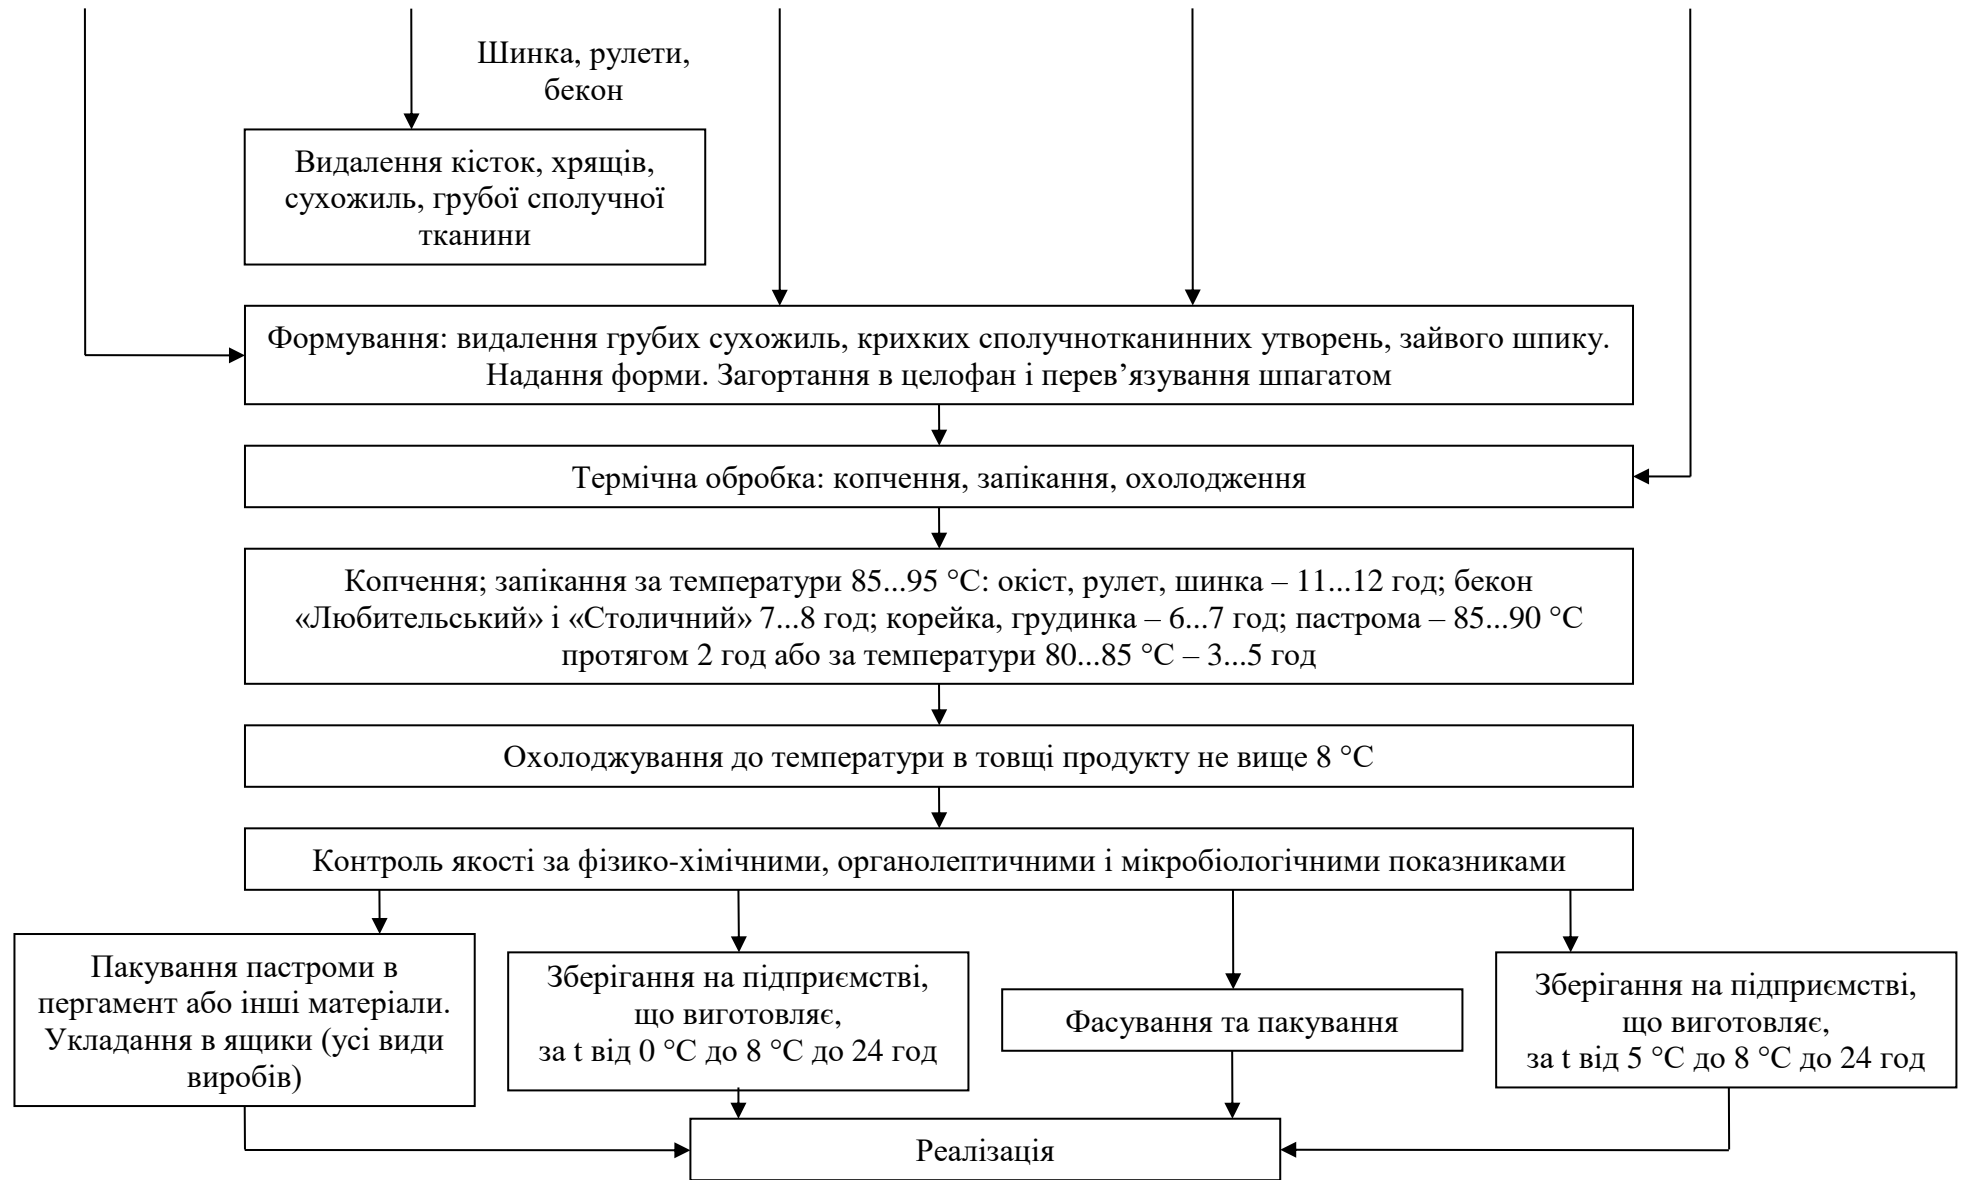 Шинка, рулети,
бекон
Видалення кісток, хрящів,
сухожиль, грубої сполучної
тканини
Формування: видалення грубих сухожиль, крихких сполучнотканинних утворень, зайвого шпику.
Надання форми. Загортання в целофан і перев’язування шпагатом
Термічна обробка: копчення, запікання, охолодження
Копчення; запікання за температури 85...95 °С: окіст, рулет, шинка – 11...12 год; бекон
«Любительський» і «Столичний» 7...8 год; корейка, грудинка – 6...7 год; пастрома – 85...90 °С
протягом 2 год або за температури 80...85 °С – 3...5 год
Охолоджування до температури в товщі продукту не вище 8 °С
Контроль якості за фізико-хімічними, органолептичними і мікробіологічними показниками
Пакування пастроми в
пергамент або інші матеріали.
Укладання в ящики (усі види
виробів)
Зберігання на підприємстві,
що виготовляє,
за t від 0 °С до 8 °С до 24 год
Фасування та пакування
Зберігання на підприємстві,
що виготовляє,
за t від 5 °С до 8 °С до 24 год
Реалізація